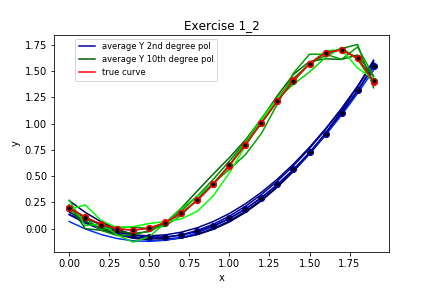 Exercise 1_2
average Y 2nd degree pol
average Y 10th degree pol
true curve
y
1.75
1.50
1.25
1.00
0.75
0.50
0.25
0.00
0.00 0.25 0.50 0.75 1.00 1.25 1.50 1.75
x